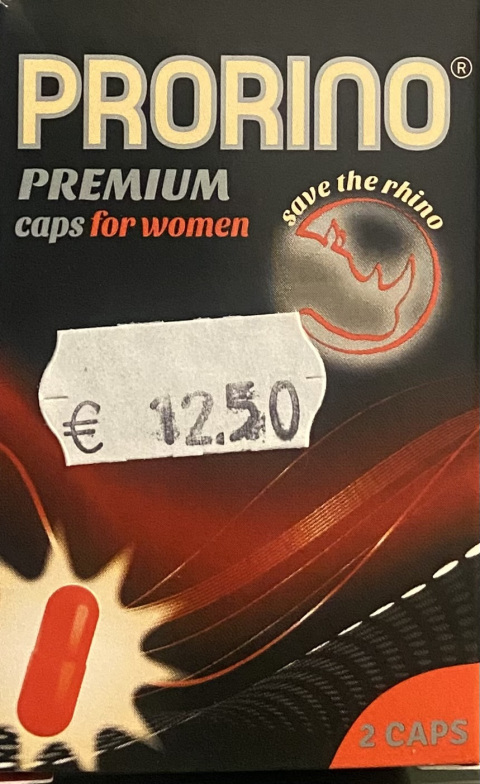 PRORINO®
PREMIUM
caps for women
save the rhino
€ 12.50
2 CAPS